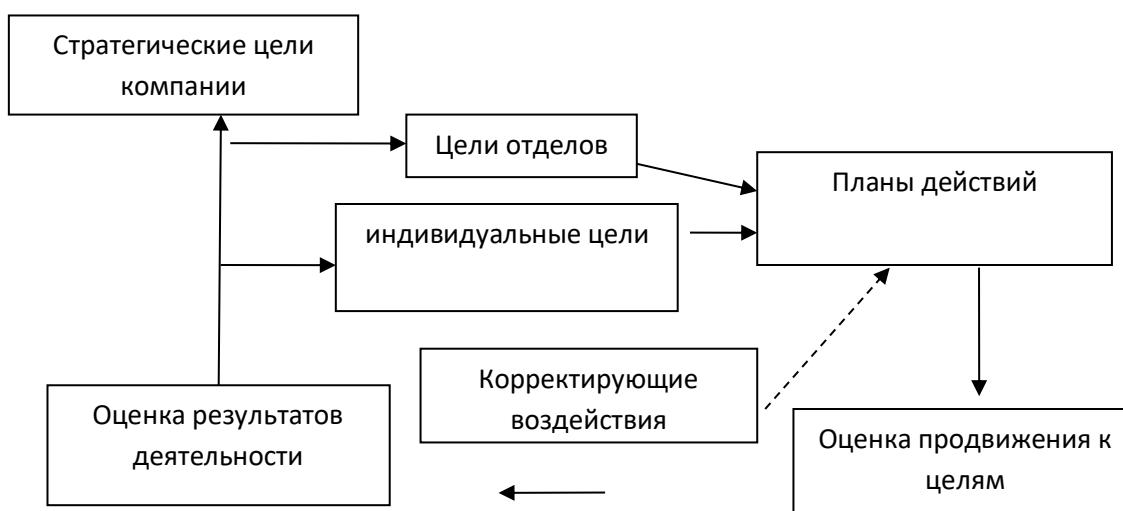 Стратегические цели
компании
Цели отделов
Планы действий
индивидуальные цели
Корректирующие
воздействия
Оценка результатов
деятельности
Оценка продвижения к
целям